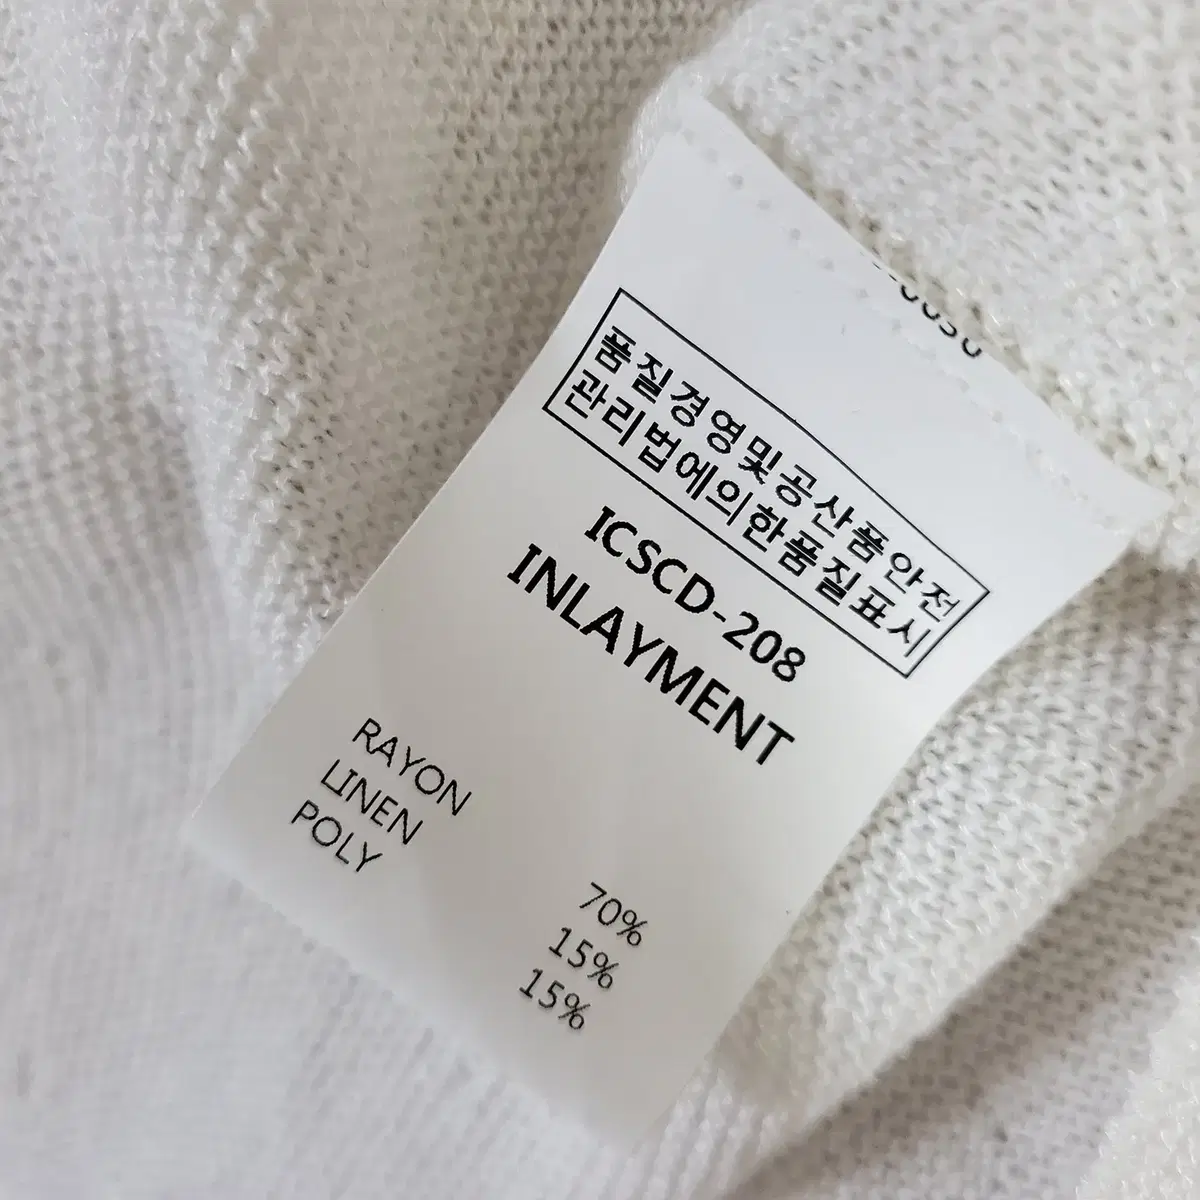 품질경영및공산품안전
관리법에의한품질표시
ICSCD-208
INLAYMENT
RAYON 70%
LINEN 15%
POLY 15%